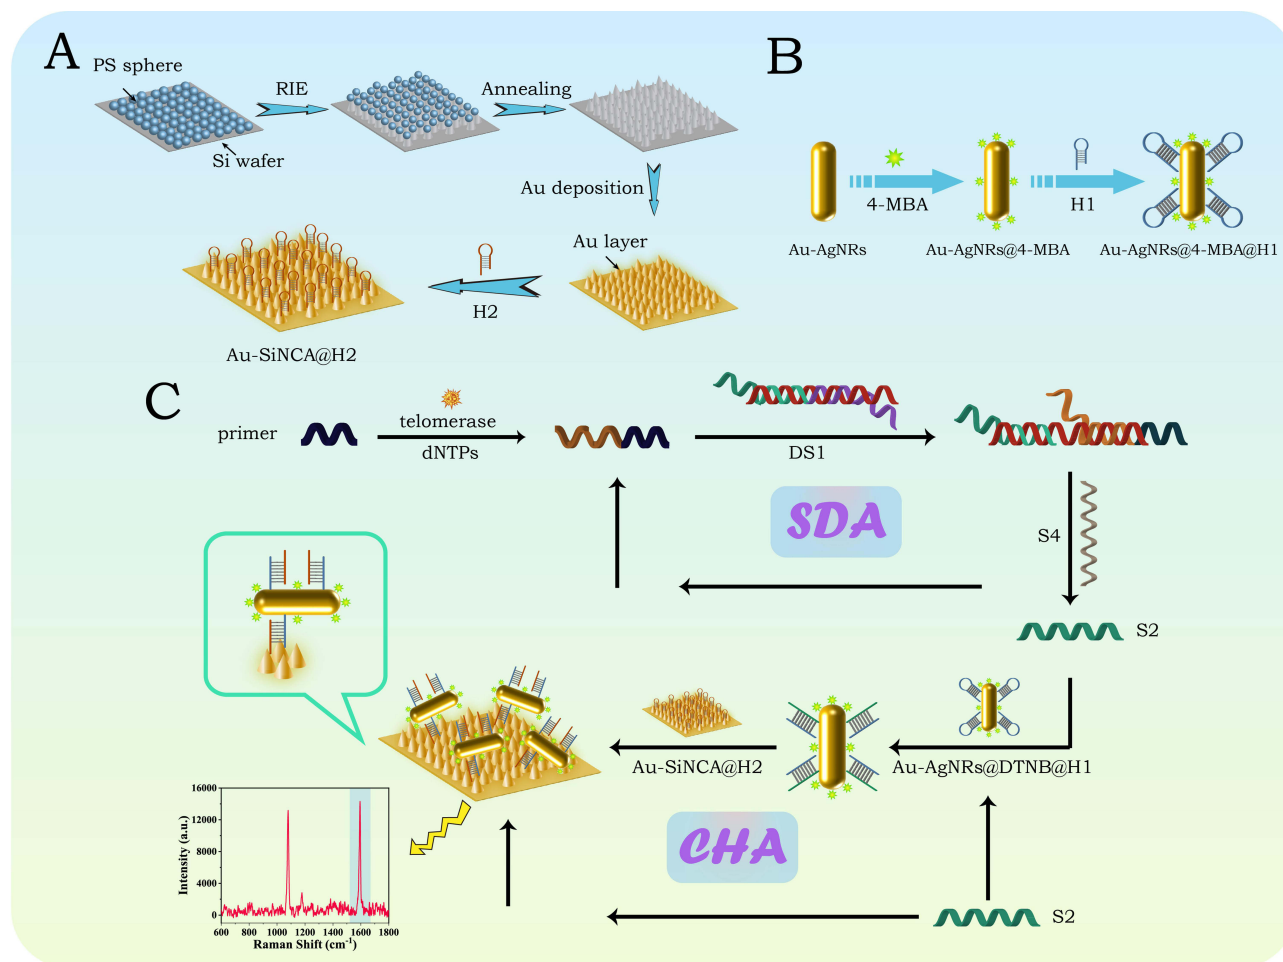 A
PS sphere
RIE
Annealing
Si wafer
Au deposition
Au layer
H2
Au-SiNCA@H2
B
4-MBA
H1
Au-AgNRs
Au-AgNRs@4-MBA
Au-AgNRs@4-MBA@H1
C
primer
telomerase
dNTPs
DS1
SDA
S4
S2
Au-SiNCA@H2
Au-AgNRs@DTNB@H1
CHA
S2
16000
12000
8000
4000
0
Intensity (a.u.)
600 800 1000 1200 1400 1600 1800
Raman Shift (cm⁻¹)